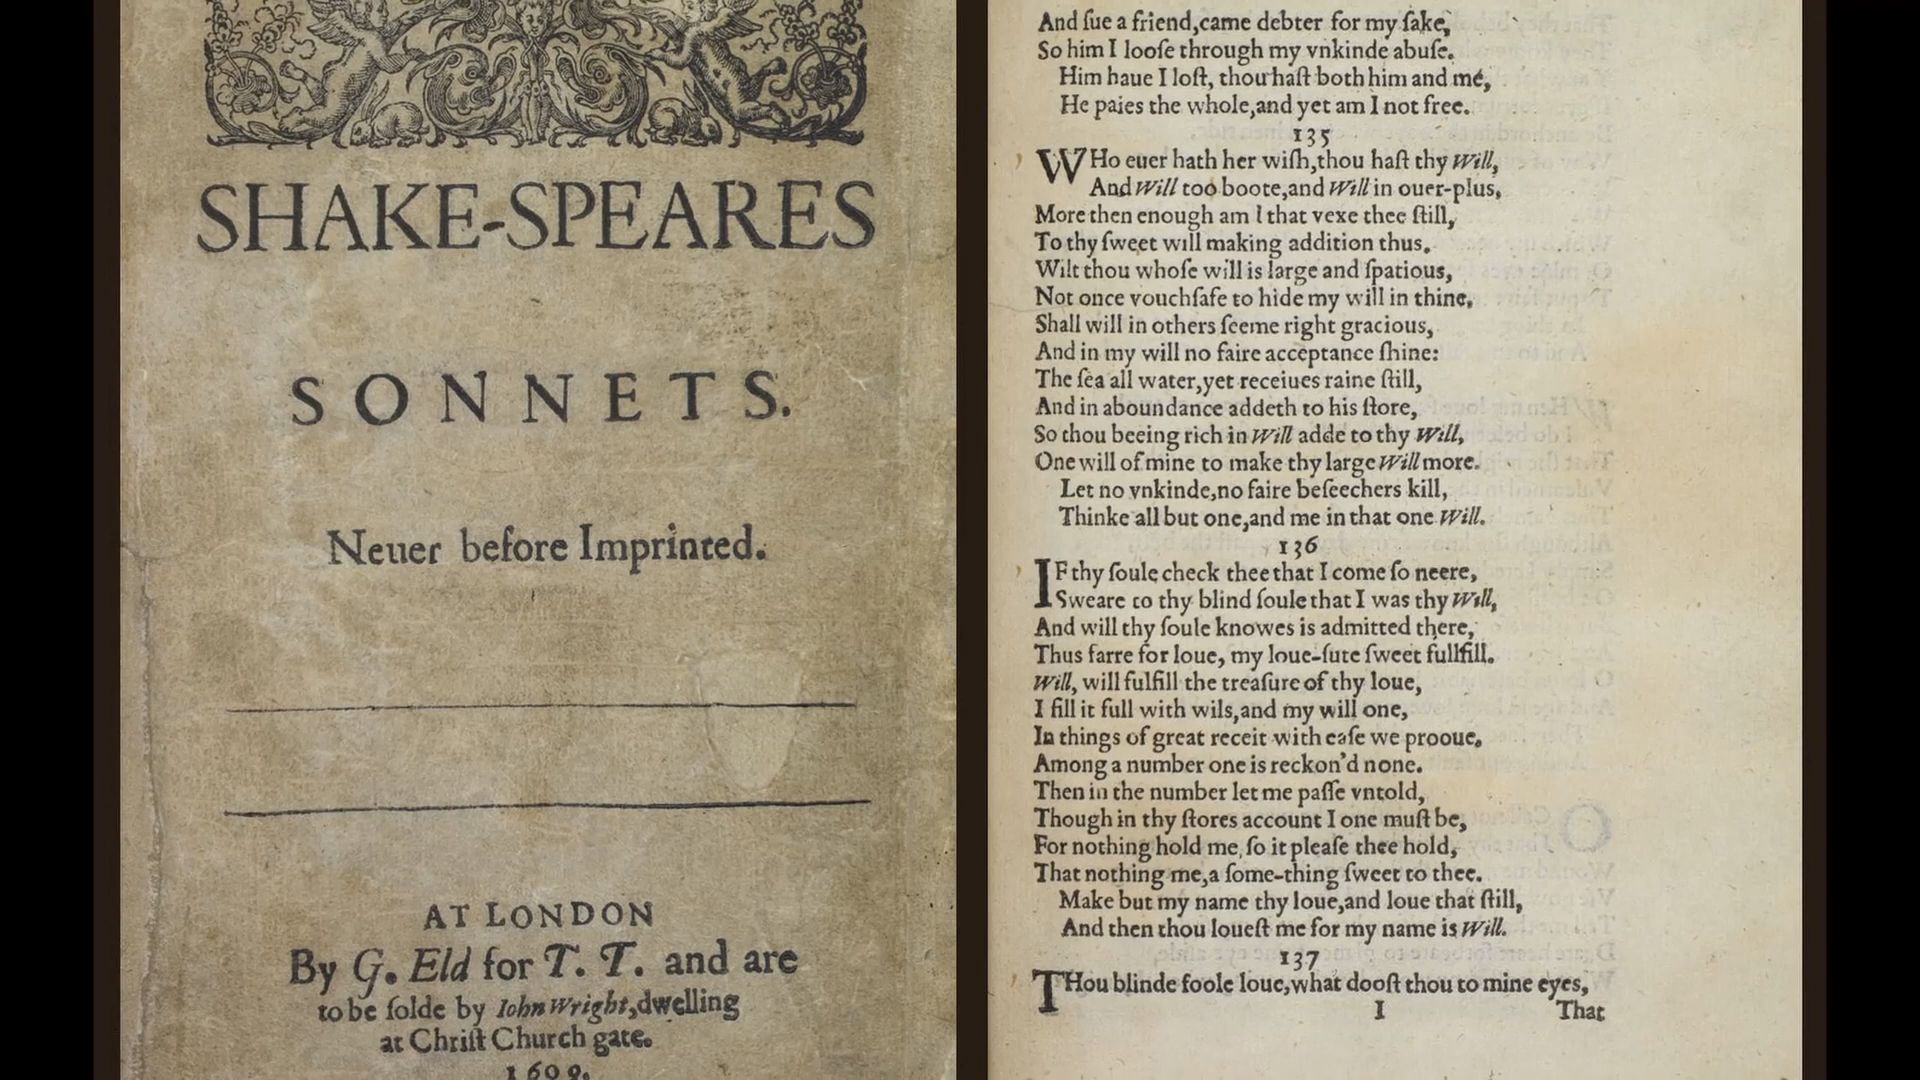 SHAKE-SPEARES
SONNETS.
Neuer before Imprinted.
AT LONDON
By G. Eld for T. T. and are
to be ſolde by Iohn Wright, dwelling
at Chriſt Church gate.
1609.
And ſue a friend,came debter for my ſake,
So him I looſe through my vnkinde abuſe.
Him haue I loſt, thou haſt both him and me,
He paies the whole,and yet am I not free.
135
WHo euer hath her wiſh,thou haſt thy Will,
And Will too boote,and Will in ouer-plus,
More then enough am I that vexe thee ſtill,
To thy ſweet will making addition thus.
Wilt thou whoſe will is large and ſpatious,
Not once vouchſafe to hide my will in thine,
Shall will in others ſeeme right gracious,
And in my will no faire acceptance ſhine:
The ſea all water,yet receiues raine ſtill,
And in aboundance addeth to his ſtore,
So thou beeing rich in Will adde to thy Will,
One will of mine to make thy large Will more.
Let no vnkinde,no faire beſeechers kill,
Thinke all but one,and me in that one Will.
136
IF thy ſoule check thee that I come ſo neere,
Sweare to thy blind ſoule that I was thy Will,
And will thy ſoule knowes is admitted there,
Thus farre for loue, my loue-ſute ſweet fullfill.
Will, will fulfill the treaſure of thy loue,
I fill it full with wils,and my will one,
In things of great receit with eaſe we prooue,
Among a number one is reckon'd none.
Then in the number let me paſſe vntold,
Though in thy ſtores account I one muſt be,
For nothing hold me, ſo it pleaſe thee hold,
That nothing me,a ſome-thing ſweet to thee.
Make but my name thy loue,and loue that ſtill,
And then thou loueſt me for my name is Will.
137
THou blinde foole loue,what dooſt thou to mine eyes,
I That